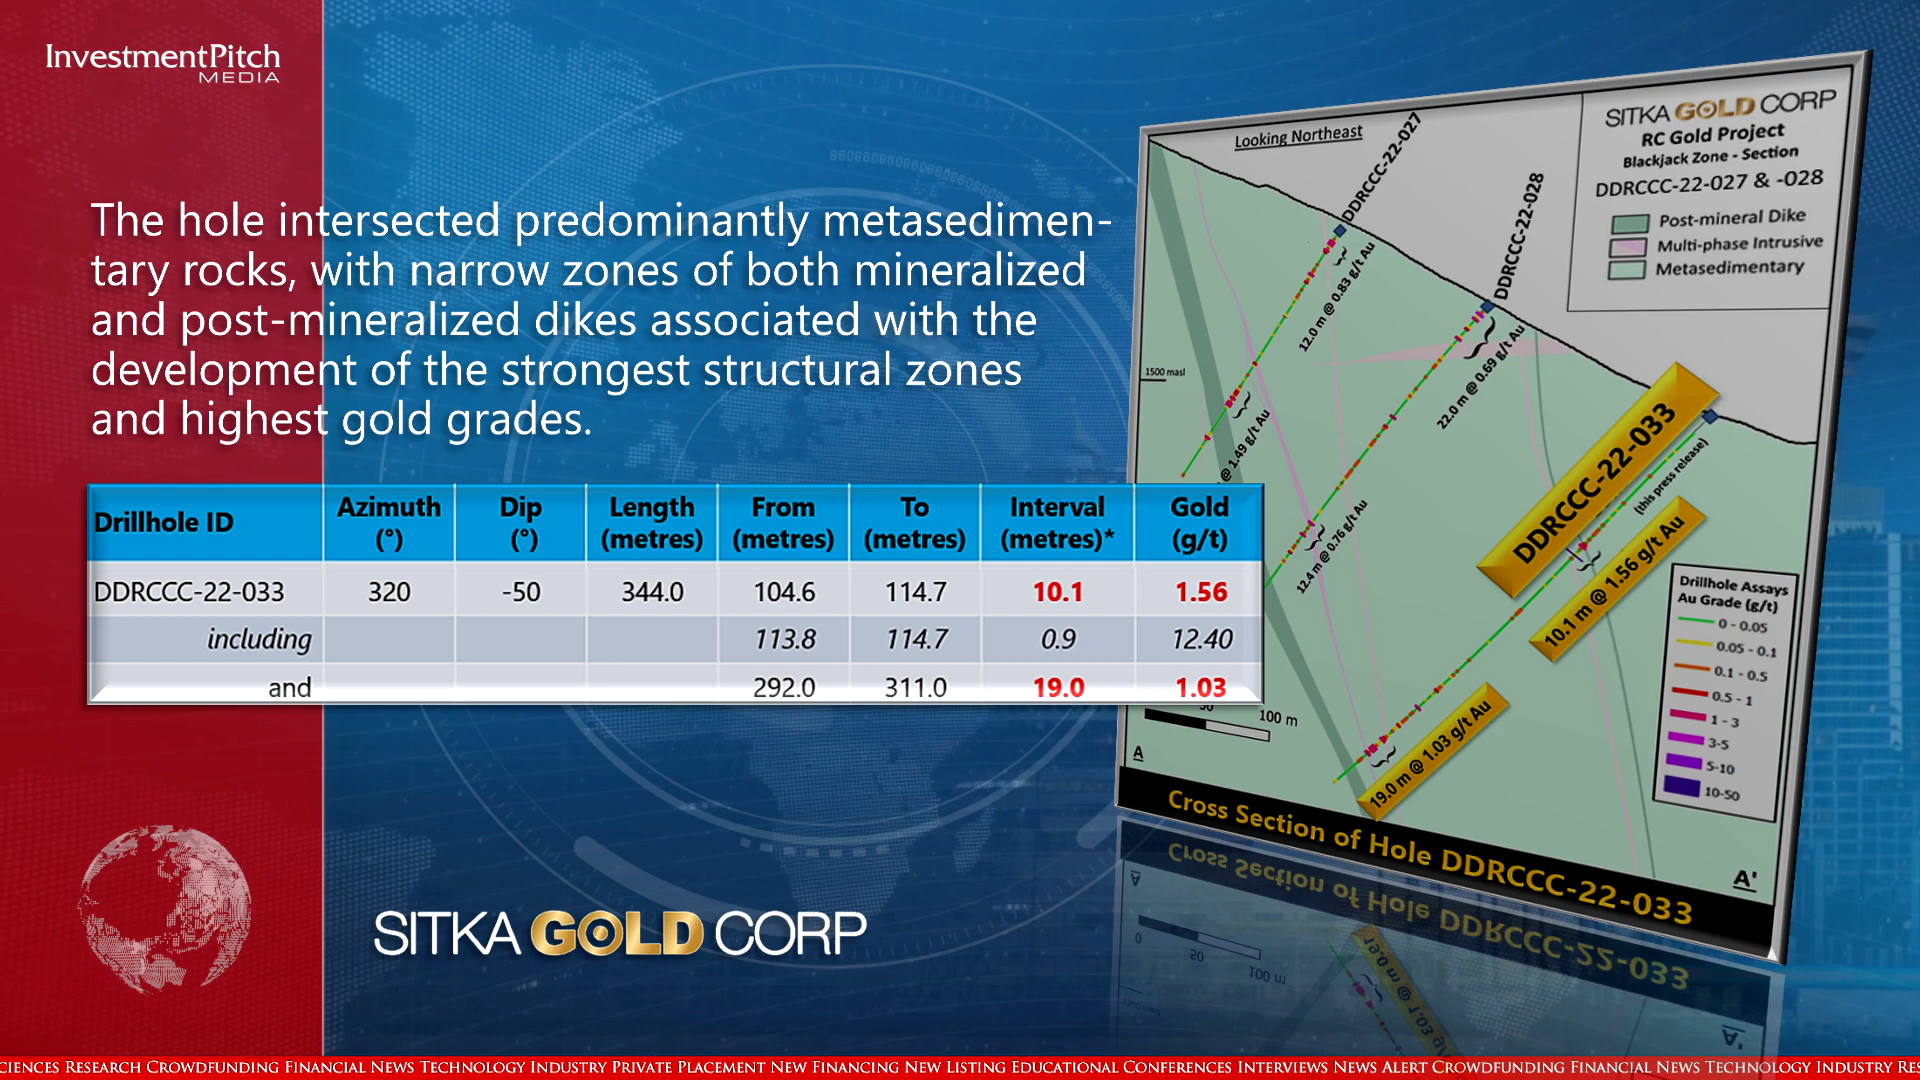 InvestmentPitch
MEDIA
The hole intersected predominantly metasedimen-
tary rocks, with narrow zones of both mineralized
and post-mineralized dikes associated with the
development of the strongest structural zones
and highest gold grades.
Drillhole ID Azimuth (°) Dip (°) Length (metres) From (metres) To (metres) Interval (metres)* Gold (g/t)
DDRCCC-22-033 320 -50 344.0 104.6 114.7 10.1 1.56
including 113.8 114.7 0.9 12.40
and 292.0 311.0 19.0 1.03
SITKA GOLD CORP
Looking Northeast
SITKA GOLD CORP
RC Gold Project
Blackjack Zone - Section
DDRCCC-22-027 & -028
Post-mineral Dike
Multi-phase Intrusive
Metasedimentary
DDRCCC-22-027
12.0 m @ 0.83 g/t Au
@ 1.49 g/t Au
DDRCCC-22-028
22.0 m @ 0.69 g/t Au
12.4 m @ 0.76 g/t Au
1500 masl
DDRCCC-22-033
(this press release)
10.1 m @ 1.56 g/t Au
19.0 m @ 1.03 g/t Au
Drillhole Assays
Au Grade (g/t)
0 - 0.05
0.05 - 0.1
0.1 - 0.5
0.5 - 1
1 - 3
3-5
5-10
10-50
50 100 m
A
A'
Cross Section of Hole DDRCCC-22-033
CIENCES RESEARCH CROWDFUNDING FINANCIAL NEWS TECHNOLOGY INDUSTRY PRIVATE PLACEMENT NEW FINANCING NEW LISTING EDUCATIONAL CONFERENCES INTERVIEWS NEWS ALERT CROWDFUNDING FINANCIAL NEWS TECHNOLOGY INDUSTRY RES